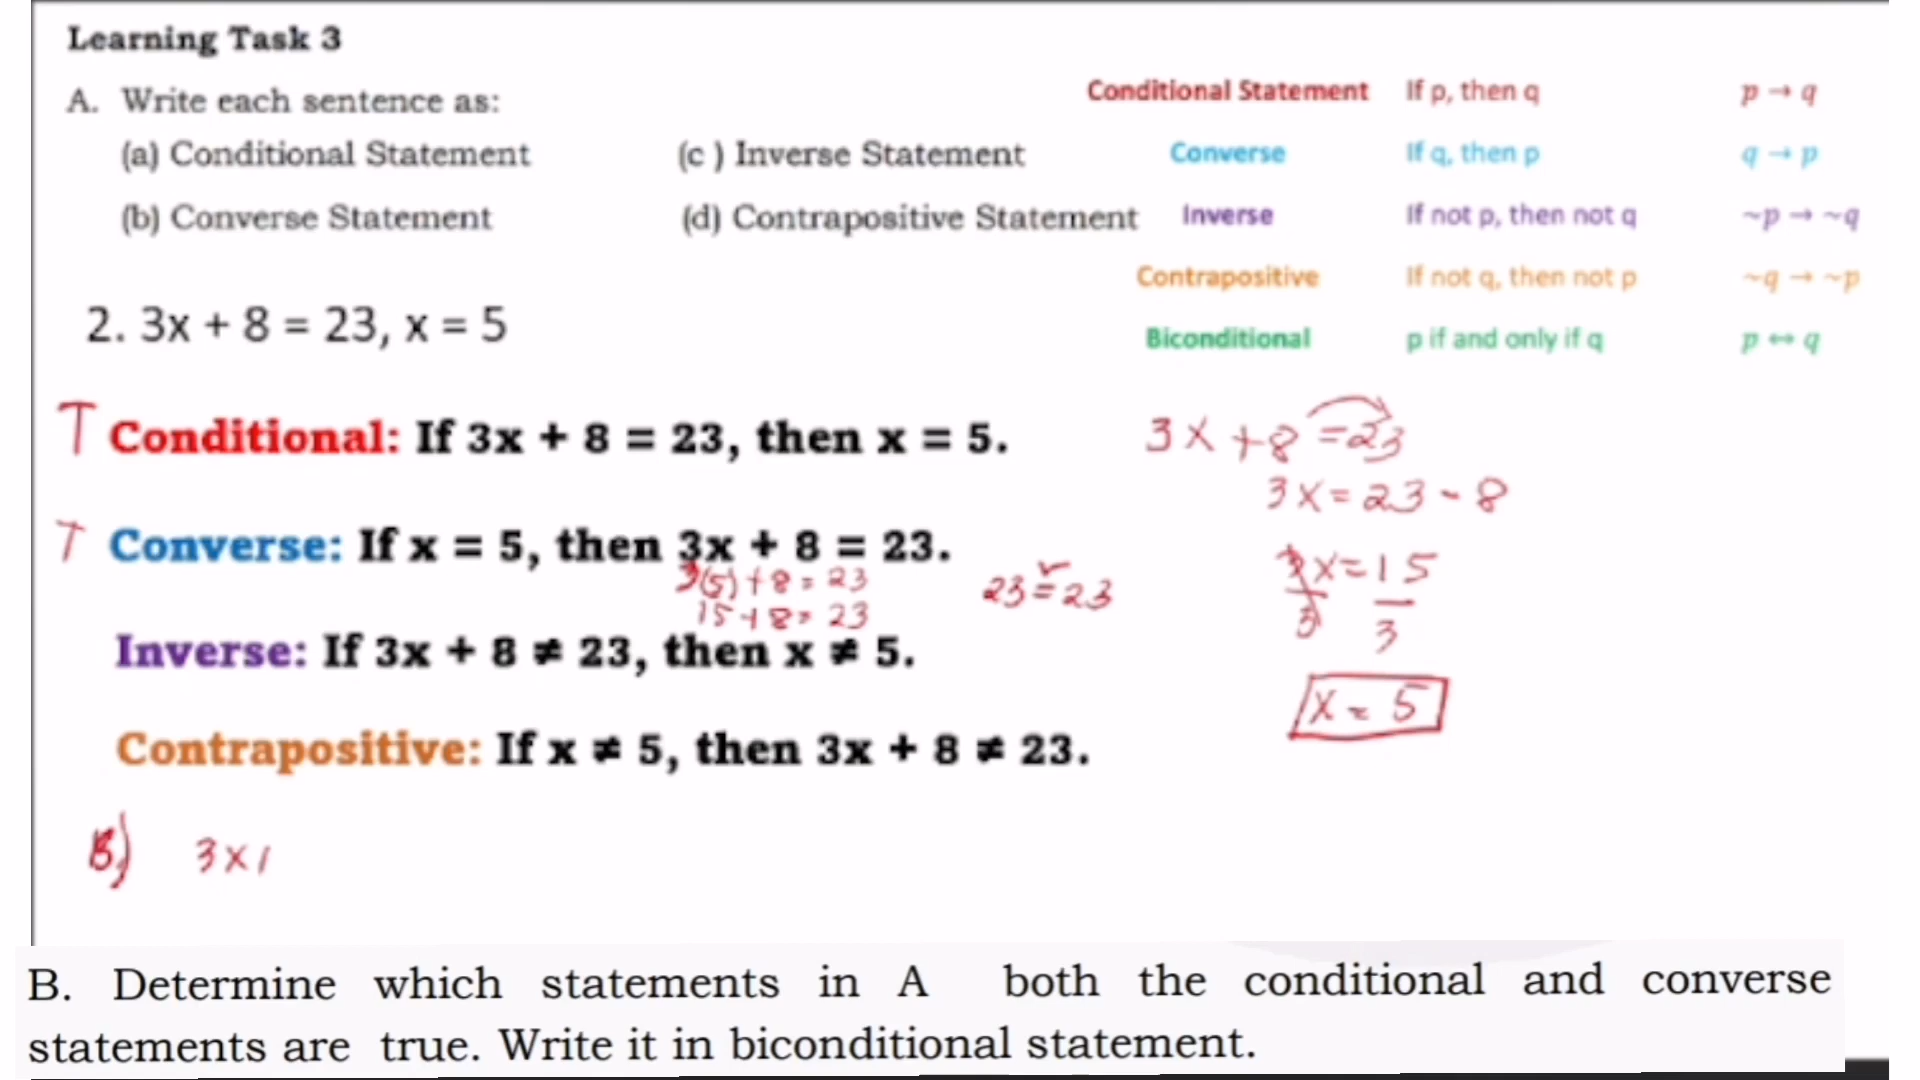 Learning Task 3
A. Write each sentence as:
(a) Conditional Statement (c ) Inverse Statement
(b) Converse Statement (d) Contrapositive Statement
Conditional Statement If p, then q p → q
Converse If q, then p q → p
Inverse If not p, then not q ~p → ~q
Contrapositive If not q, then not p ~q → ~p
Biconditional p if and only if q p ↔ q
2. 3x + 8 = 23, x = 5
T Conditional: If 3x + 8 = 23, then x = 5.
T Converse: If x = 5, then 3x + 8 = 23.
3(5) + 8 = 23
15 + 8 = 23
23 = 23
Inverse: If 3x + 8 ≠ 23, then x ≠ 5.
Contrapositive: If x ≠ 5, then 3x + 8 ≠ 23.
3x + 8 = 23
3x = 23 - 8
3x = 15
3 3
x = 5
B) 3x
B. Determine which statements in A both the conditional and converse
statements are true. Write it in biconditional statement.